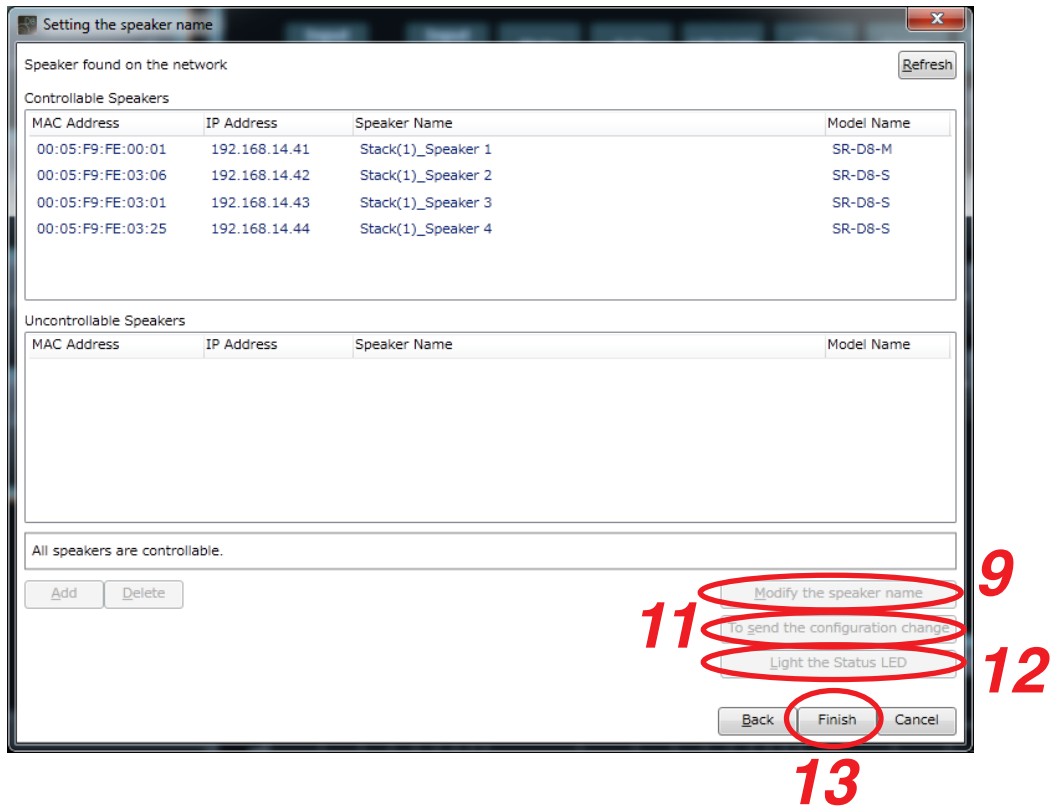 Setting the speaker name
Speaker found on the network
Refresh
Controllable Speakers
MAC Address IP Address Speaker Name Model Name
00:05:F9:FE:00:01 192.168.14.41 Stack(1)_Speaker 1 SR-D8-M
00:05:F9:FE:03:06 192.168.14.42 Stack(1)_Speaker 2 SR-D8-S
00:05:F9:FE:03:01 192.168.14.43 Stack(1)_Speaker 3 SR-D8-S
00:05:F9:FE:03:25 192.168.14.44 Stack(1)_Speaker 4 SR-D8-S
Uncontrollable Speakers
MAC Address IP Address Speaker Name Model Name
All speakers are controllable.
Add Delete Modify the speaker name 9
11 To send the configuration change
Light the Status LED 12
Back Finish Cancel
13